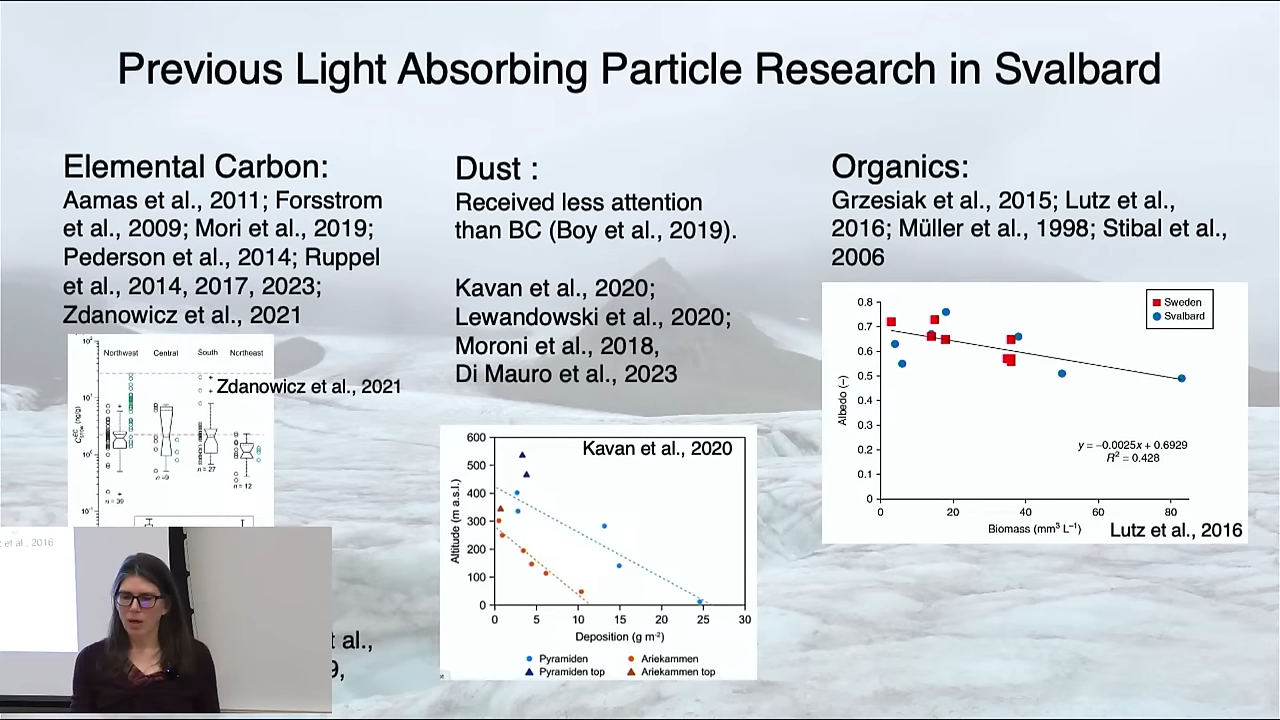 Previous Light Absorbing Particle Research in Svalbard
Elemental Carbon:
Aamas et al., 2011; Forsstrom
et al., 2009; Mori et al., 2019;
Pederson et al., 2014; Ruppel
et al., 2014, 2017, 2023;
Zdanowicz et al., 2021
Northwest Central South Northeast
Zdanowicz et al., 2021
10²
10¹
10⁰
10⁻¹
(ng/g)
n = 39
n =9
n = 27
n = 12
et al., 2016
t al.,
9,
Dust :
Received less attention
than BC (Boy et al., 2019).
Kavan et al., 2020;
Lewandowski et al., 2020;
Moroni et al., 2018,
Di Mauro et al., 2023
Kavan et al., 2020
Altitude (m a.s.l.)
600
500
400
300
200
100
0
0 5 10 15 20 25 30
Deposition (g m⁻²)
Pyramiden Ariekammen
Pyramiden top Ariekammen top
Organics:
Grzesiak et al., 2015; Lutz et al.,
2016; Müller et al., 1998; Stibal et al.,
2006
Sweden
Svalbard
Albedo (–)
0.8
0.7
0.6
0.5
0.4
0.3
0.2
0.1
0
y = −0.0025x + 0.6929
R² = 0.428
0 20 40 60 80
Biomass (mm³ L⁻¹)
Lutz et al., 2016